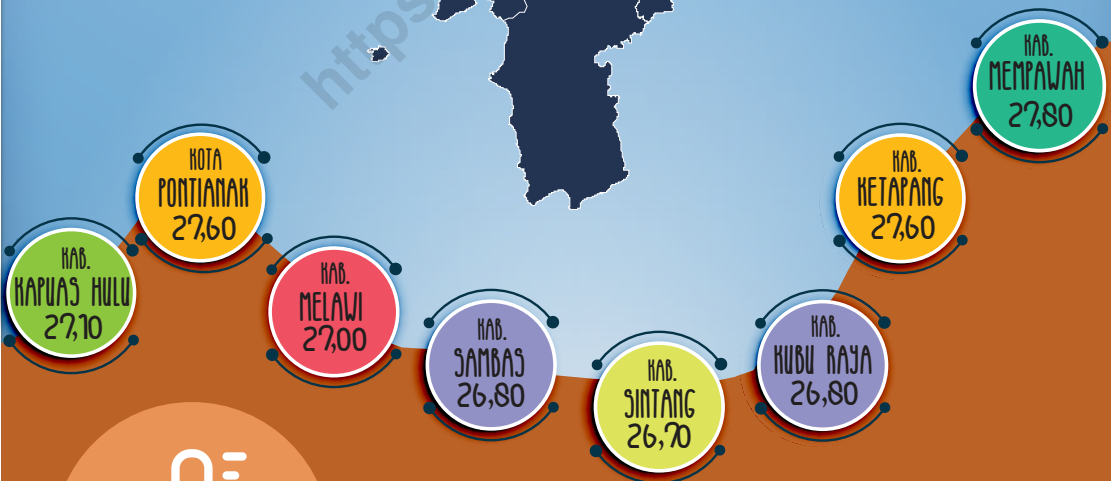 https
KAB.
MEMPAWAH
27,80
KOTA
PONTIANAK
27,60
KAB.
KETAPANG
27,60
KAB.
KAPUAS HULU
27,10
KAB.
MELAWI
27,00
KAB.
SAMBAS
26,80
KAB.
SINTANG
26,70
KAB.
KUBU RAYA
26,80